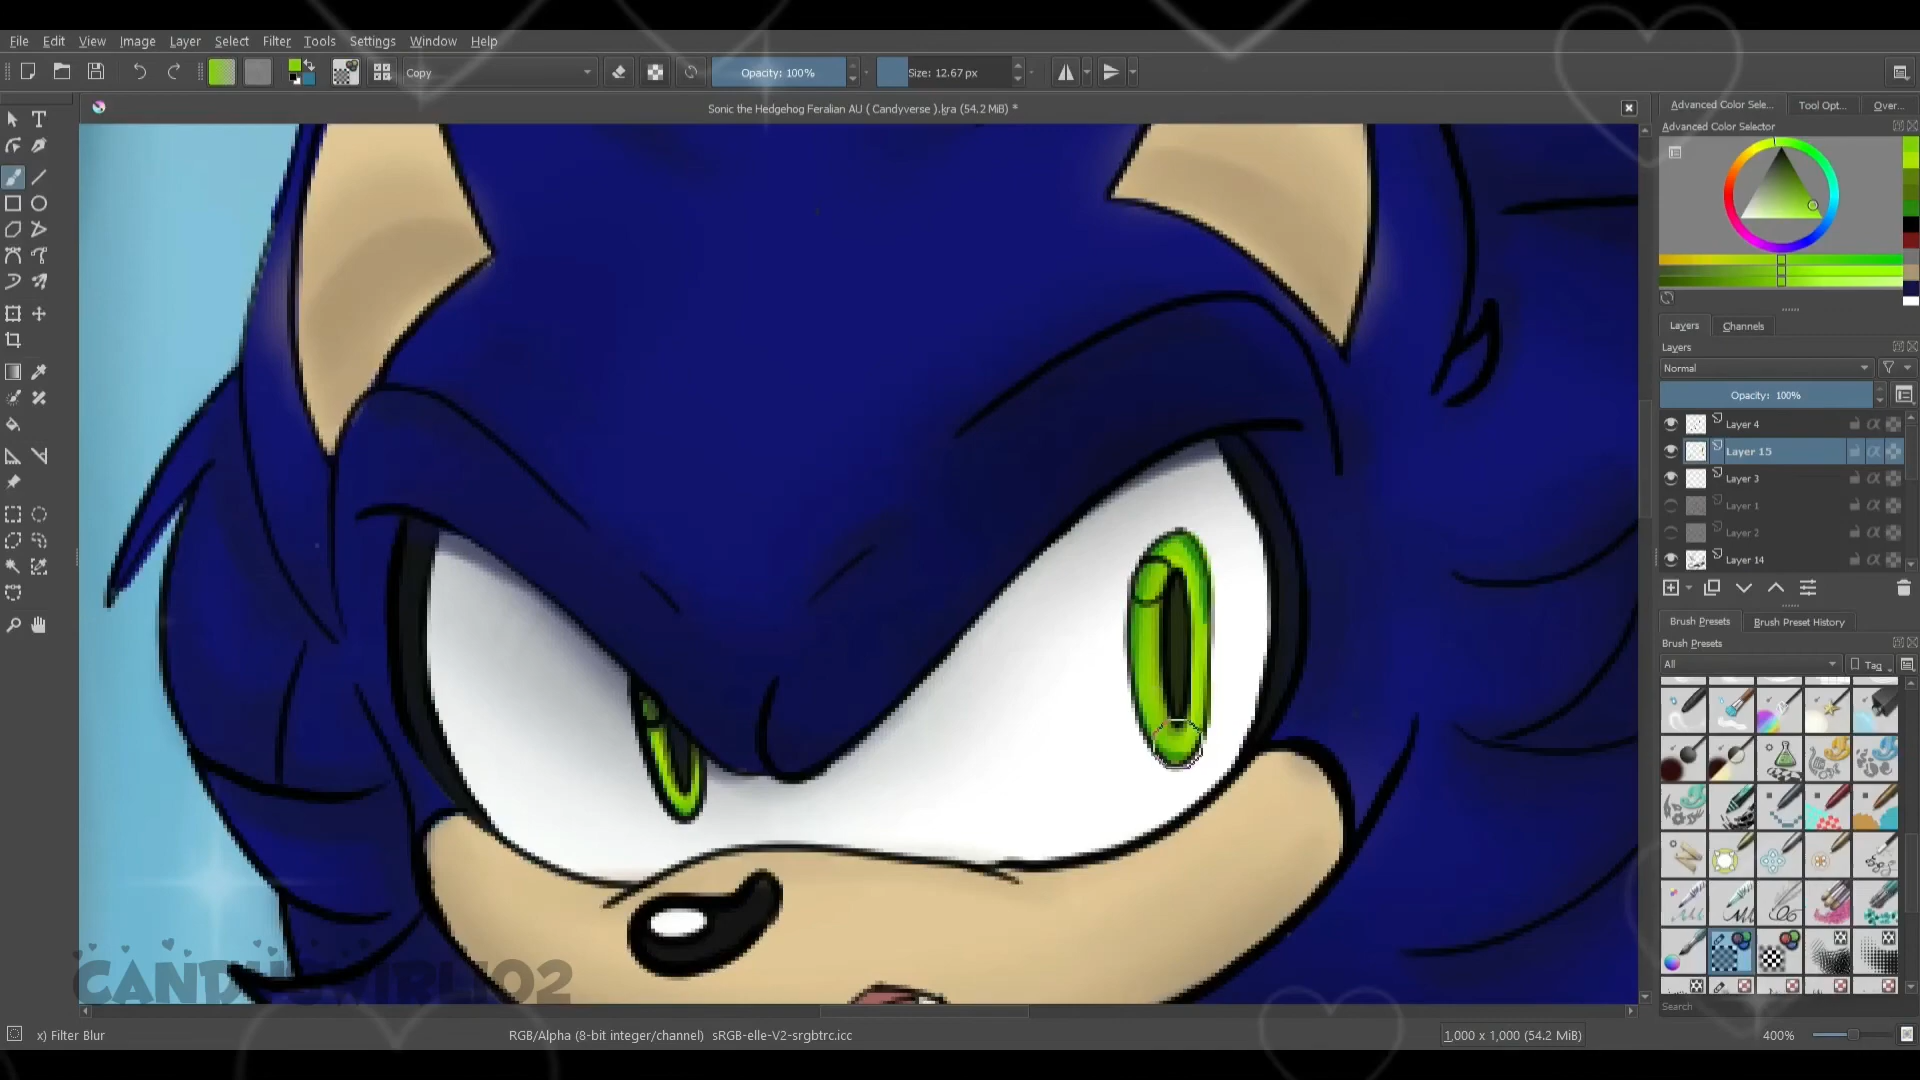 File Edit View Image Layer Select Filter Tools Settings Window Help
Copy Opacity: 100% Size: 12.67 px
Sonic the Hedgehog Feralian AU ( Candyverse ).kra (54.2 MiB) *
Advanced Color Sele... Tool Opt... Over...
Advanced Color Selector
Layers Channels
Layers
Normal
Opacity: 100%
Layer 4
Layer 15
Layer 3
Layer 1
Layer 2
Layer 14
Brush Presets Brush Preset History
Brush Presets
All Tag
Search
x) Filter Blur RGB/Alpha (8-bit integer/channel) sRGB-elle-V2-srgbtrc.icc 1,000 x 1,000 (54.2 MiB) 400%